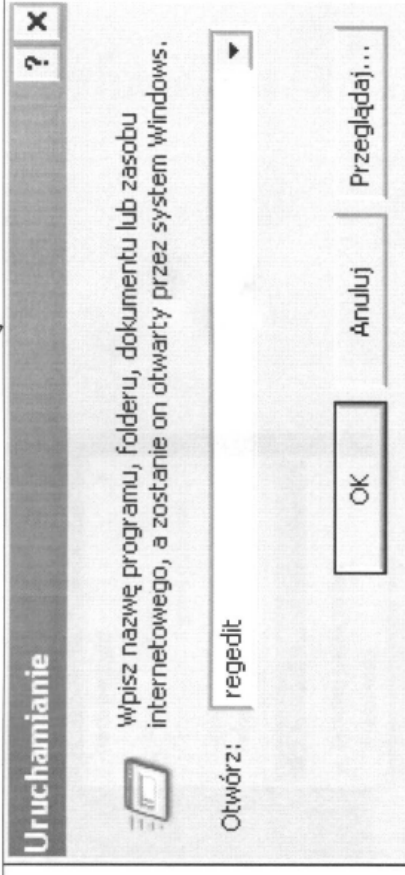 Uruchamianie
Wpisz nazwę programu, folderu, dokumentu lub zasobu
internetowego, a zostanie on otwarty przez system Windows.
Otwórz: regedit
OK Anuluj Przeglądaj...